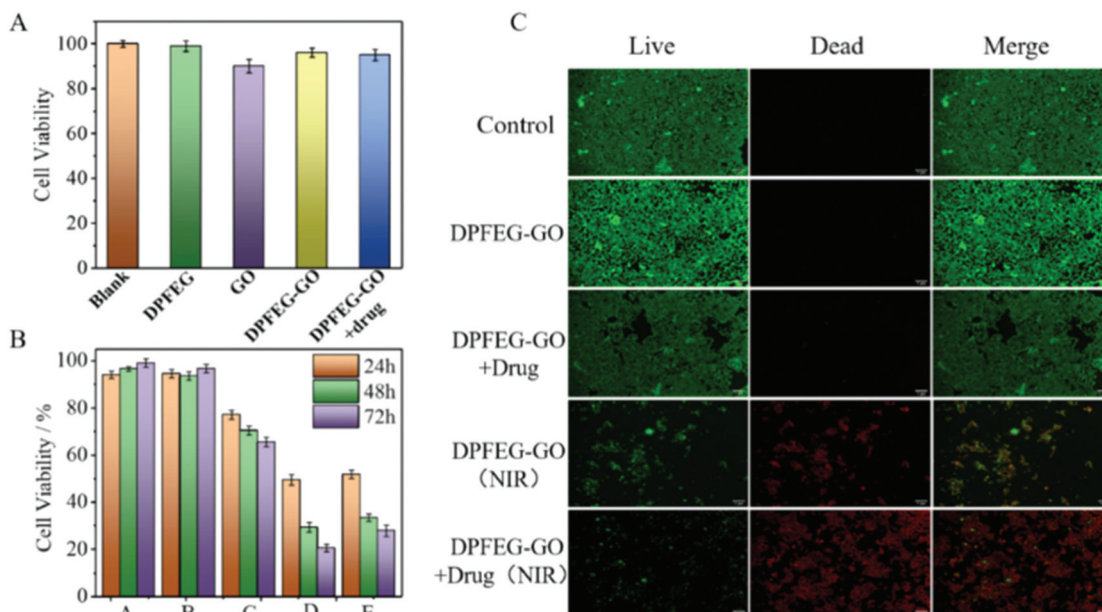 A
Cell Viability
100
80
60
40
20
0
Blank
DPFEG
GO
DPFEG-GO
DPFEG-GO
+drug
B
Cell Viability / %
100
80
60
40
20
0
24h
48h
72h
A
B
C
D
E
C
Live
Dead
Merge
Control
DPFEG-GO
DPFEG-GO
+Drug
DPFEG-GO
（NIR）
DPFEG-GO
+Drug（NIR）